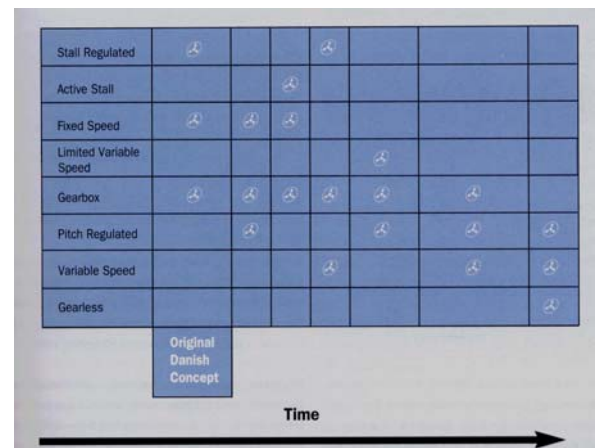 Stall Regulated
Active Stall
Fixed Speed
Limited Variable
Speed
Gearbox
Pitch Regulated
Variable Speed
Gearless
Original
Danish
Concept
Time